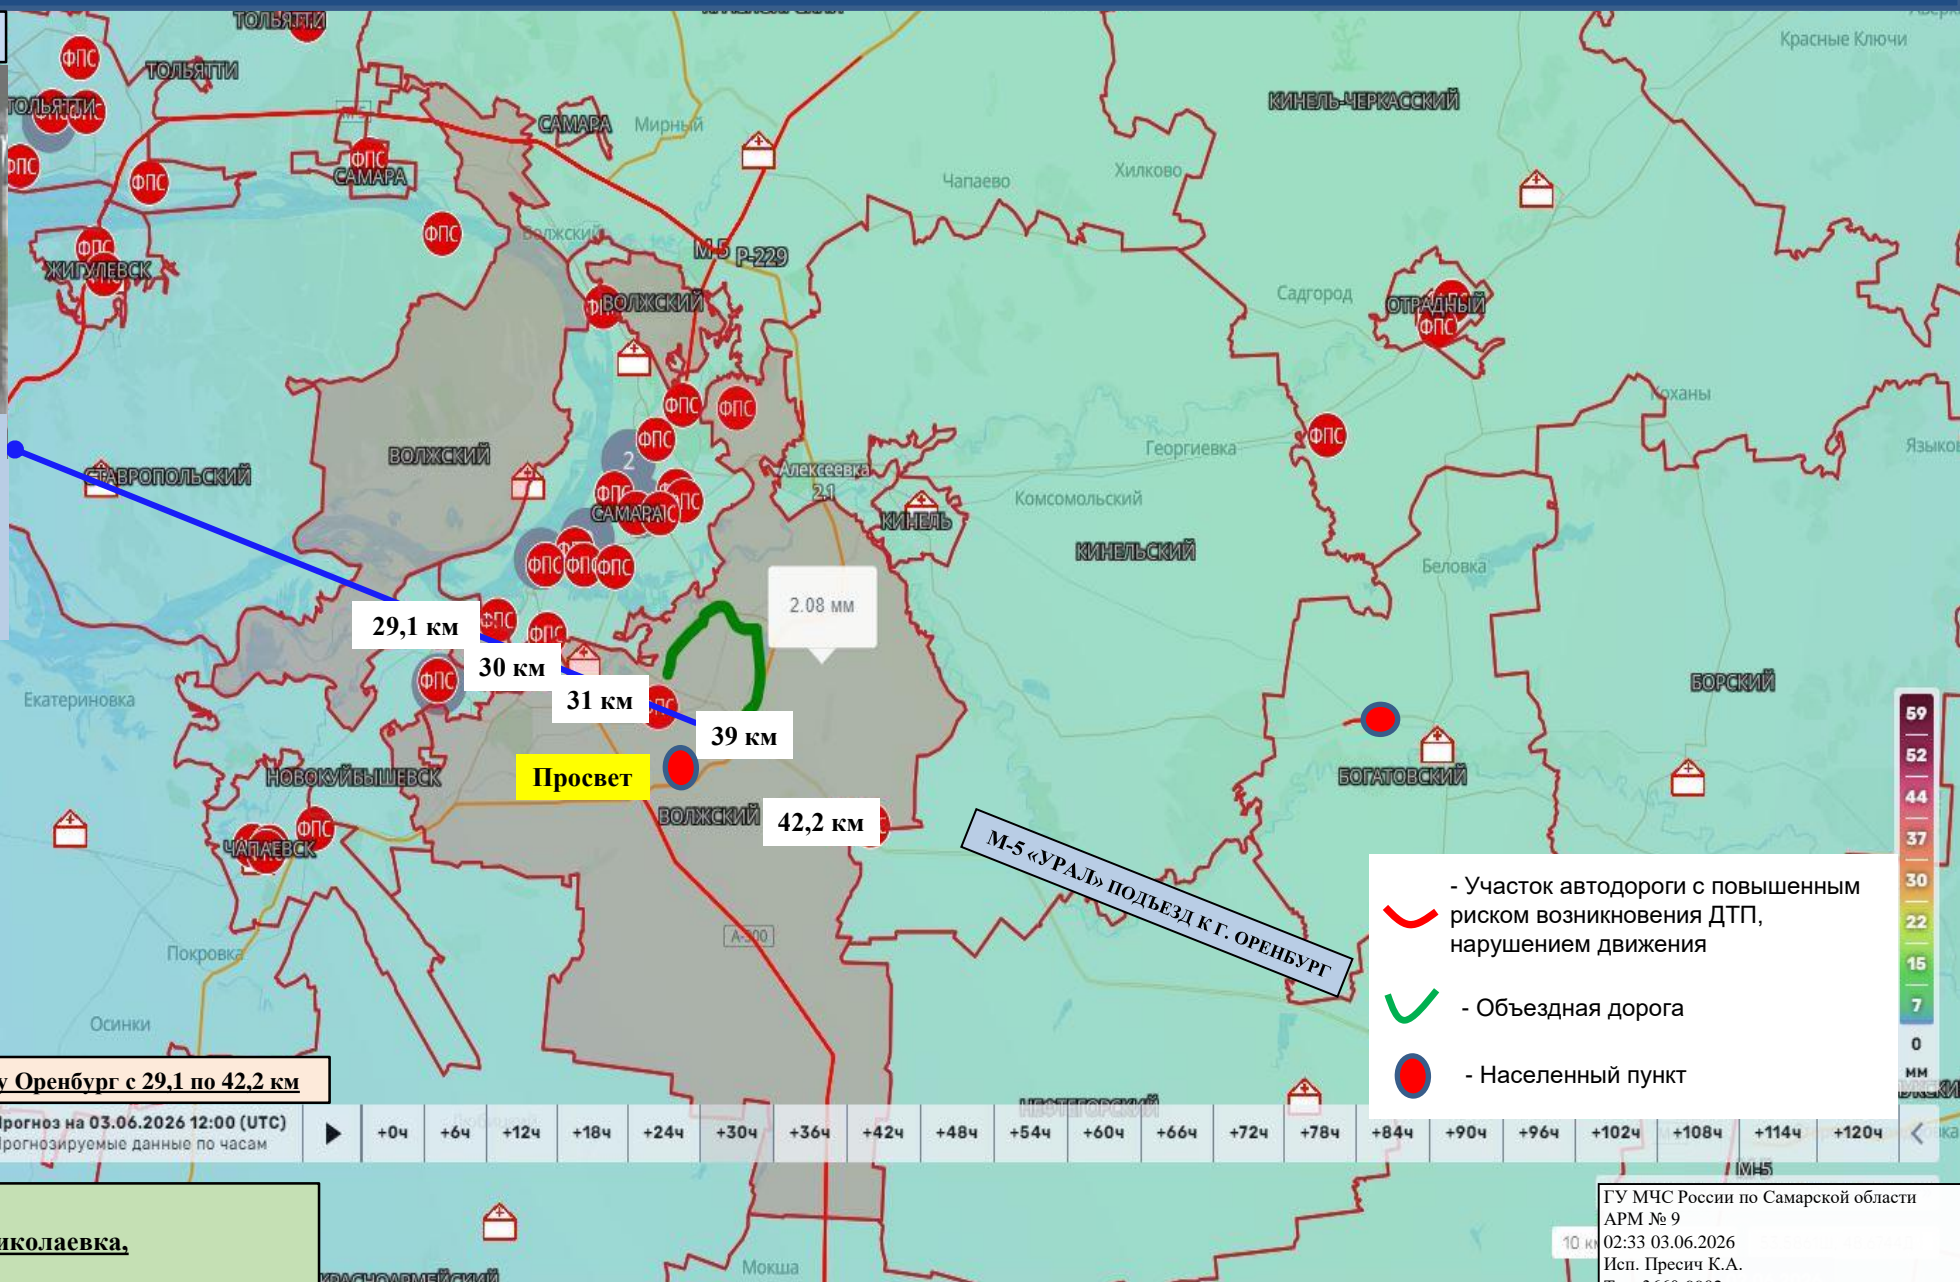 ТОЛЬЯТТИ
Красные Ключи
ФПС
ТОЛЬЯТТИ
КИНЕЛЬ-ЧЕРКАССКИЙ
ТОЛЬЯТТИ
САМАРА
Мирный
ФПС
ФПС
САМАРА
ФПС
Чапаево
Хилково
ФПС
Волжский
ФПС
ЖИГУЛЕВСК
М-5
Р-229
Садгород
ВОЛЖСКИЙ
ОТРАДНЫЙ
ФПС
Коханы
ФПС
ФПС
ФПС
ФПС
Георгиевка
ВОЛЖСКИЙ
2
Алексеевка
2,1
СТАВРОПОЛЬСКИЙ
Комсомольский
САМАРА
КИНЕЛЬ
КИНЕЛЬСКИЙ
ФПС
ФПС
ФПС
Беловка
2.08 мм
29,1 км
ФПС
ФПС
30 км
ФПС
31 км
Екатериновка
БОРСКИЙ
39 км
Просвет
НОВОКУЙБЫШЕВСК
БОГАТОВСКИЙ
ВОЛЖСКИЙ
42,2 км
ФПС
ЧАПАЕВСК
М-5 «УРАЛ» ПОДЪЕЗД К Г. ОРЕНБУРГ
59
52
44
37
30
22
15
7
0
мм
- Участок автодороги с повышенным
риском возникновения ДТП,
нарушением движения
- Объездная дорога
- Населенный пункт
А-300
Покровка
Осинки
у Оренбург с 29,1 по 42,2 км
НЕФТЕГОРСКИЙ
Прогноз на 03.06.2026 12:00 (UTC)
Прогнозируемые данные по часам
+0ч +6ч +12ч +18ч +24ч +30ч +36ч +42ч +48ч +54ч +60ч +66ч +72ч +78ч +84ч +90ч +96ч +102ч +108ч +114ч +120ч
М-5
иколаевка,
КРАСНОАРМЕЙСКИЙ
Мокша
10 км
ГУ МЧС России по Самарской области
АРМ № 9
02:33 03.06.2026
Исп. Пресич К.А.